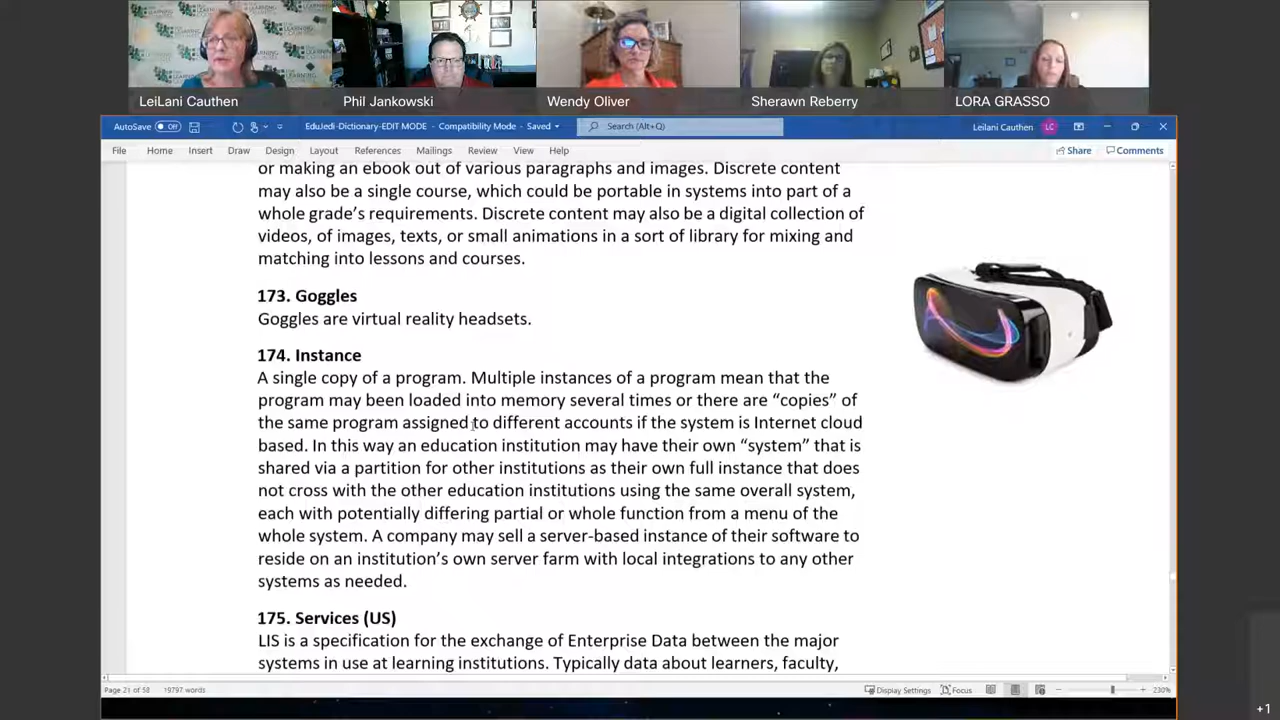 LeiLani Cauthen
Phil Jankowski
Wendy Oliver
Sherawn Reberry
LORA GRASSO
AutoSave Off
EduJedi-Dictionary-EDIT MODE - Compatibility Mode - Saved
Search (Alt+Q)
Leilani Cauthen
LC
File Home Insert Draw Design Layout References Mailings Review View Help
Share
Comments
or making an ebook out of various paragraphs and images. Discrete content
may also be a single course, which could be portable in systems into part of a
whole grade’s requirements. Discrete content may also be a digital collection of
videos, of images, texts, or small animations in a sort of library for mixing and
matching into lessons and courses.
173. Goggles
Goggles are virtual reality headsets.
174. Instance
A single copy of a program. Multiple instances of a program mean that the
program may been loaded into memory several times or there are “copies” of
the same program assigned to different accounts if the system is Internet cloud
based. In this way an education institution may have their own “system” that is
shared via a partition for other institutions as their own full instance that does
not cross with the other education institutions using the same overall system,
each with potentially differing partial or whole function from a menu of the
whole system. A company may sell a server-based instance of their software to
reside on an institution’s own server farm with local integrations to any other
systems as needed.
175. Services (US)
LIS is a specification for the exchange of Enterprise Data between the major
systems in use at learning institutions. Typically data about learners, faculty,
Page 21 of 58
19797 words
Display Settings
Focus
230%
+1